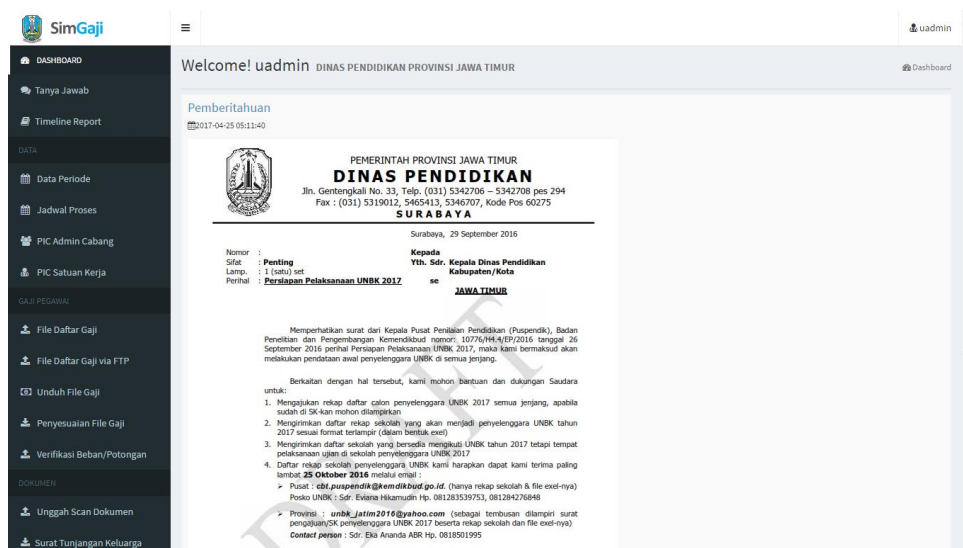 SimGaji
uadmin
DASHBOARD
Tanya Jawab
Timeline Report
DATA
Data Periode
Jadwal Proses
PIC Admin Cabang
PIC Satuan Kerja
GAJI PEGAWAI
File Daftar Gaji
File Daftar Gaji via FTP
Unduh File Gaji
Penyesuaian File Gaji
Verifikasi Beban/Potongan
DOKUMEN
Unggah Scan Dokumen
Surat Tunjangan Keluarga
Welcome! uadmin DINAS PENDIDIKAN PROVINSI JAWA TIMUR
Dashboard
Pemberitahuan
2017-04-25 05:11:40
PEMERINTAH PROVINSI JAWA TIMUR
DINAS PENDIDIKAN
Jln. Gentengkali No. 33, Telp. (031) 5342706 – 5342708 pes 294
Fax : (031) 5319012, 5465413, 5346707, Kode Pos 60275
SURABAYA
Surabaya, 29 September 2016
Nomor :
Sifat : Penting
Lamp. : 1 (satu) set
Perihal : Persiapan Pelaksanaan UNBK 2017
Kepada
Yth. Sdr. Kepala Dinas Pendidikan
Kabupaten/Kota
se
JAWA TIMUR
Memperhatikan surat dari Kepala Pusat Penilaian Pendidikan (Puspendik), Badan
Penelitian dan Pengembangan Kemendikbud nomor: 10776/H4.4/EP/2016 tanggal 26
September 2016 perihal Persiapan Pelaksanaan UNBK 2017, maka kami bermaksud akan
melakukan pendataan awal penyelenggara UNBK di semua jenjang.
Berkaitan dengan hal tersebut, kami mohon bantuan dan dukungan Saudara
untuk:
1. Mengajukan rekap daftar calon penyelenggara UNBK 2017 semua jenjang, apabila
sudah di SK-kan mohon dilampirkan
2. Mengirimkan daftar rekap sekolah yang akan menjadi penyelenggara UNBK tahun
2017 sesuai format terlampir (dalam bentuk exel)
3. Mengirimkan daftar sekolah yang bersedia mengikuti UNBK tahun 2017 tetapi tempat
pelaksanaan ujian di sekolah penyelenggara UNBK 2017
4. Daftar rekap sekolah penyelenggara UNBK kami harapkan dapat kami terima paling
lambat 25 Oktober 2016 melalui email :
➢ Pusat : cbt.puspendik@kemdikbud.go.id. (hanya rekap sekolah & file exel-nya)
Posko UNBK : Sdr. Eviana Hikamudin Hp. 081283539753, 081284276848
➢ Provinsi : unbk_jatim2016@yahoo.com (sebagai tembusan dilampiri surat
pengajuan/SK penyelenggara UNBK 2017 beserta rekap sekolah dan file exel-nya)
Contact person : Sdr. Eka Ananda ABR Hp. 0818501995
DRAFT